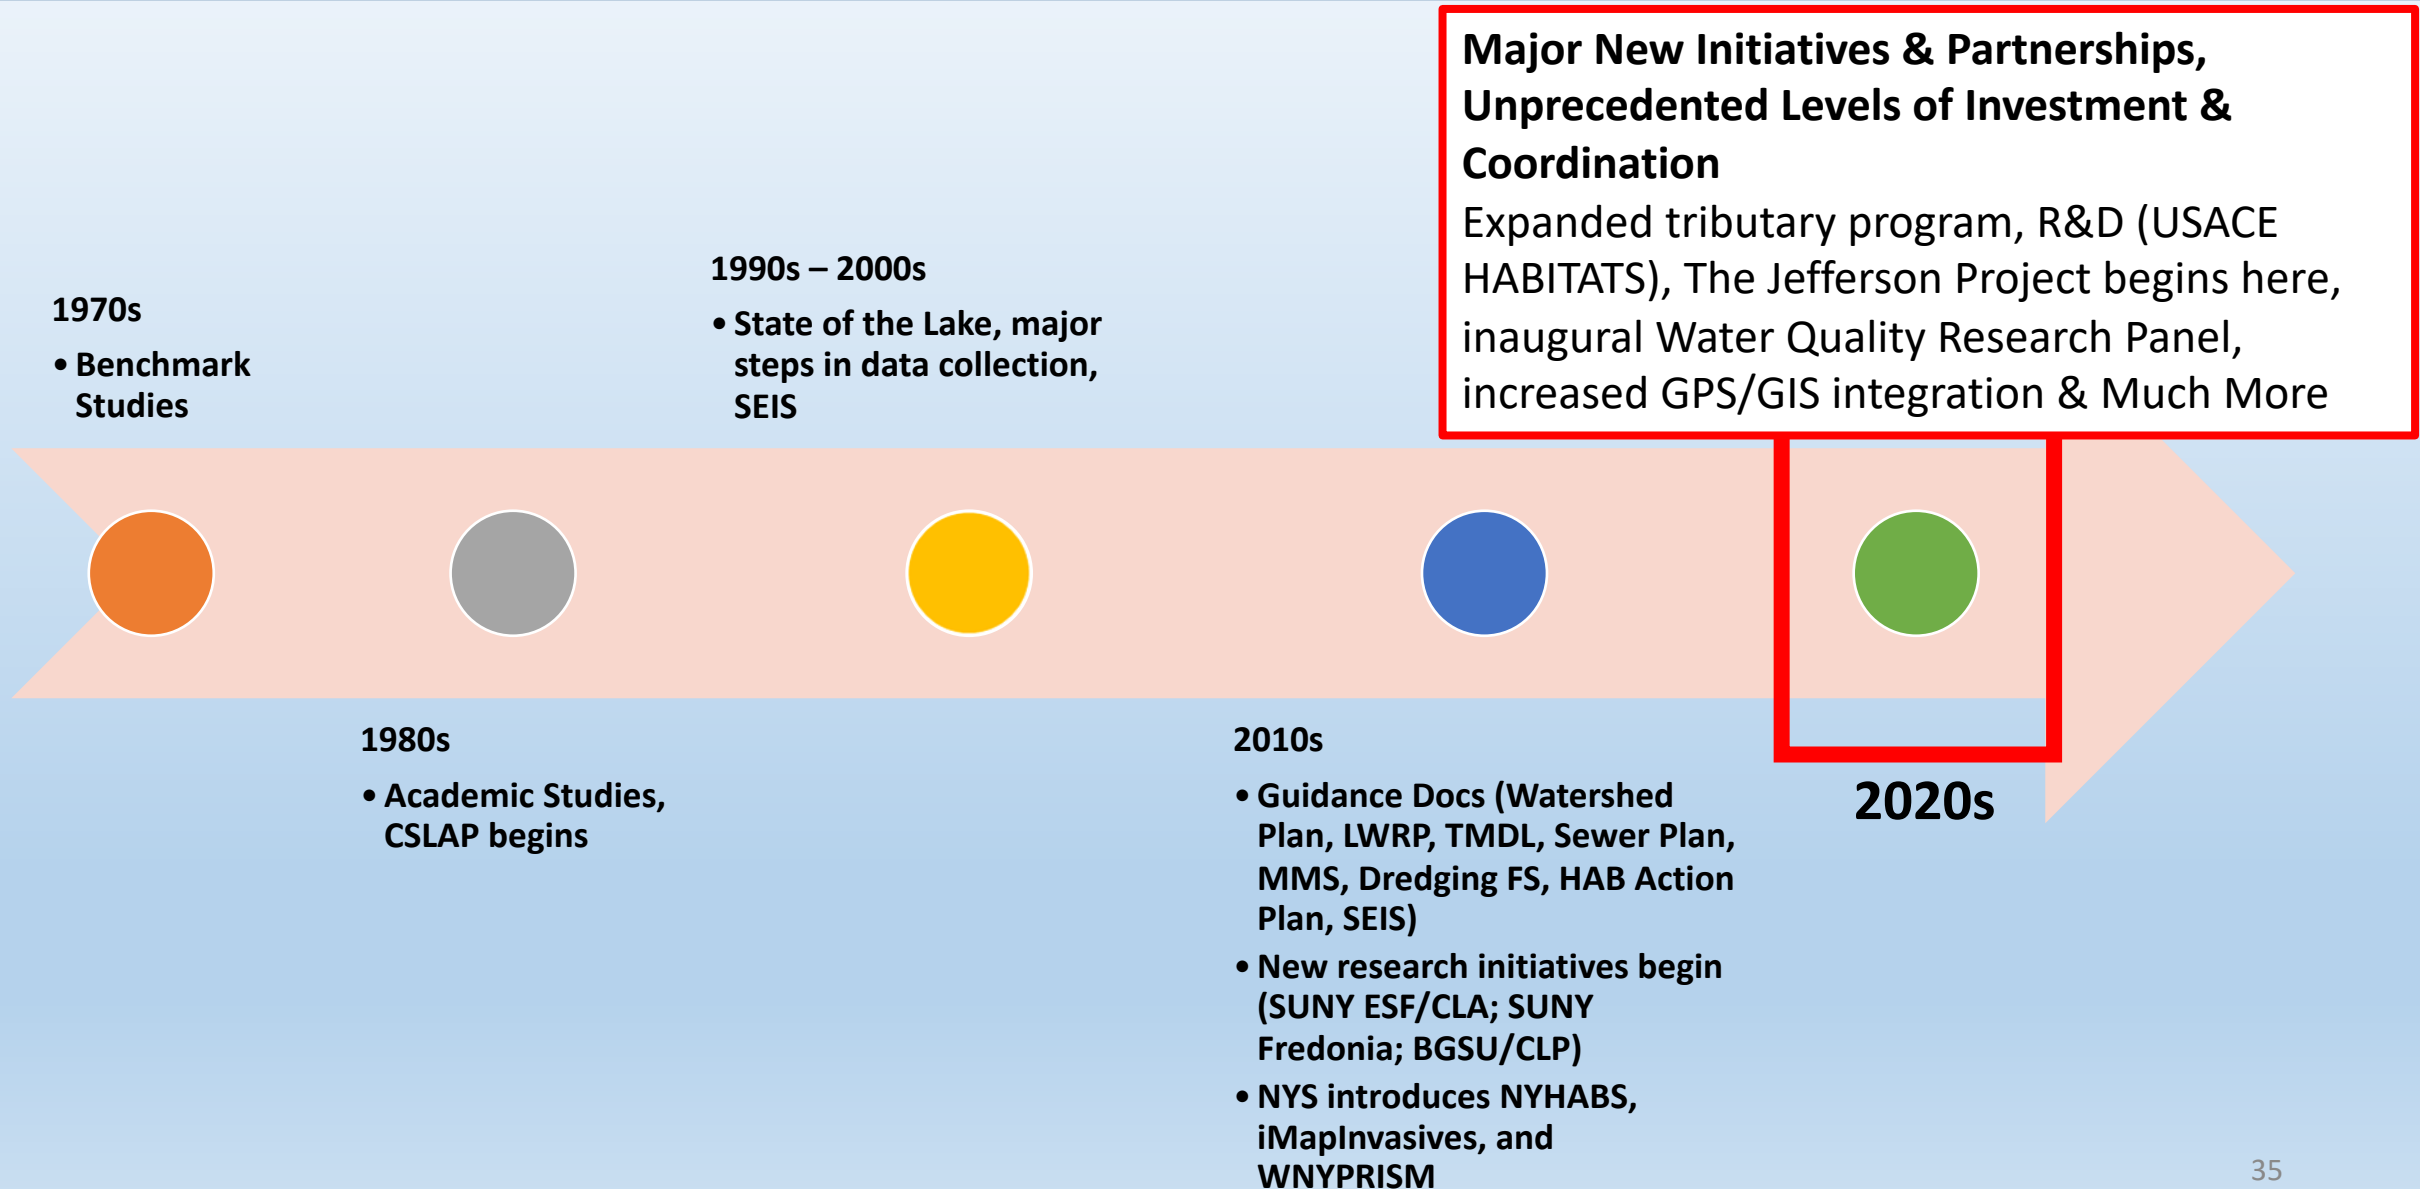 1970s
• Benchmark
Studies
1980s
• Academic Studies,
CSLAP begins
1990s – 2000s
• State of the Lake, major
steps in data collection,
SEIS
2010s
• Guidance Docs (Watershed
Plan, LWRP, TMDL, Sewer Plan,
MMS, Dredging FS, HAB Action
Plan, SEIS)
• New research initiatives begin
(SUNY ESF/CLA; SUNY
Fredonia; BGSU/CLP)
• NYS introduces NYHABS,
iMapInvasives, and
WNYPRISM
Major New Initiatives & Partnerships,
Unprecedented Levels of Investment &
Coordination
Expanded tributary program, R&D (USACE
HABITATS), The Jefferson Project begins here,
inaugural Water Quality Research Panel,
increased GPS/GIS integration & Much More
2020s
35